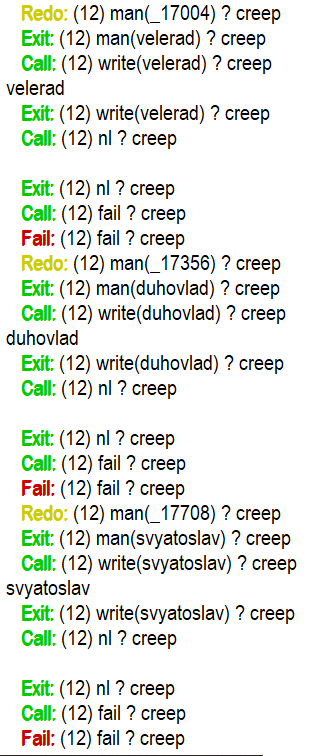 Redo: (12) man(_17004) ? creep
Exit: (12) man(velerad) ? creep
Call: (12) write(velerad) ? creep
velerad
Exit: (12) write(velerad) ? creep
Call: (12) nl ? creep
Exit: (12) nl ? creep
Call: (12) fail ? creep
Fail: (12) fail ? creep
Redo: (12) man(_17356) ? creep
Exit: (12) man(duhovlad) ? creep
Call: (12) write(duhovlad) ? creep
duhovlad
Exit: (12) write(duhovlad) ? creep
Call: (12) nl ? creep
Exit: (12) nl ? creep
Call: (12) fail ? creep
Fail: (12) fail ? creep
Redo: (12) man(_17708) ? creep
Exit: (12) man(svyatoslav) ? creep
Call: (12) write(svyatoslav) ? creep
svyatoslav
Exit: (12) write(svyatoslav) ? creep
Call: (12) nl ? creep
Exit: (12) nl ? creep
Call: (12) fail ? creep
Fail: (12) fail ? creep